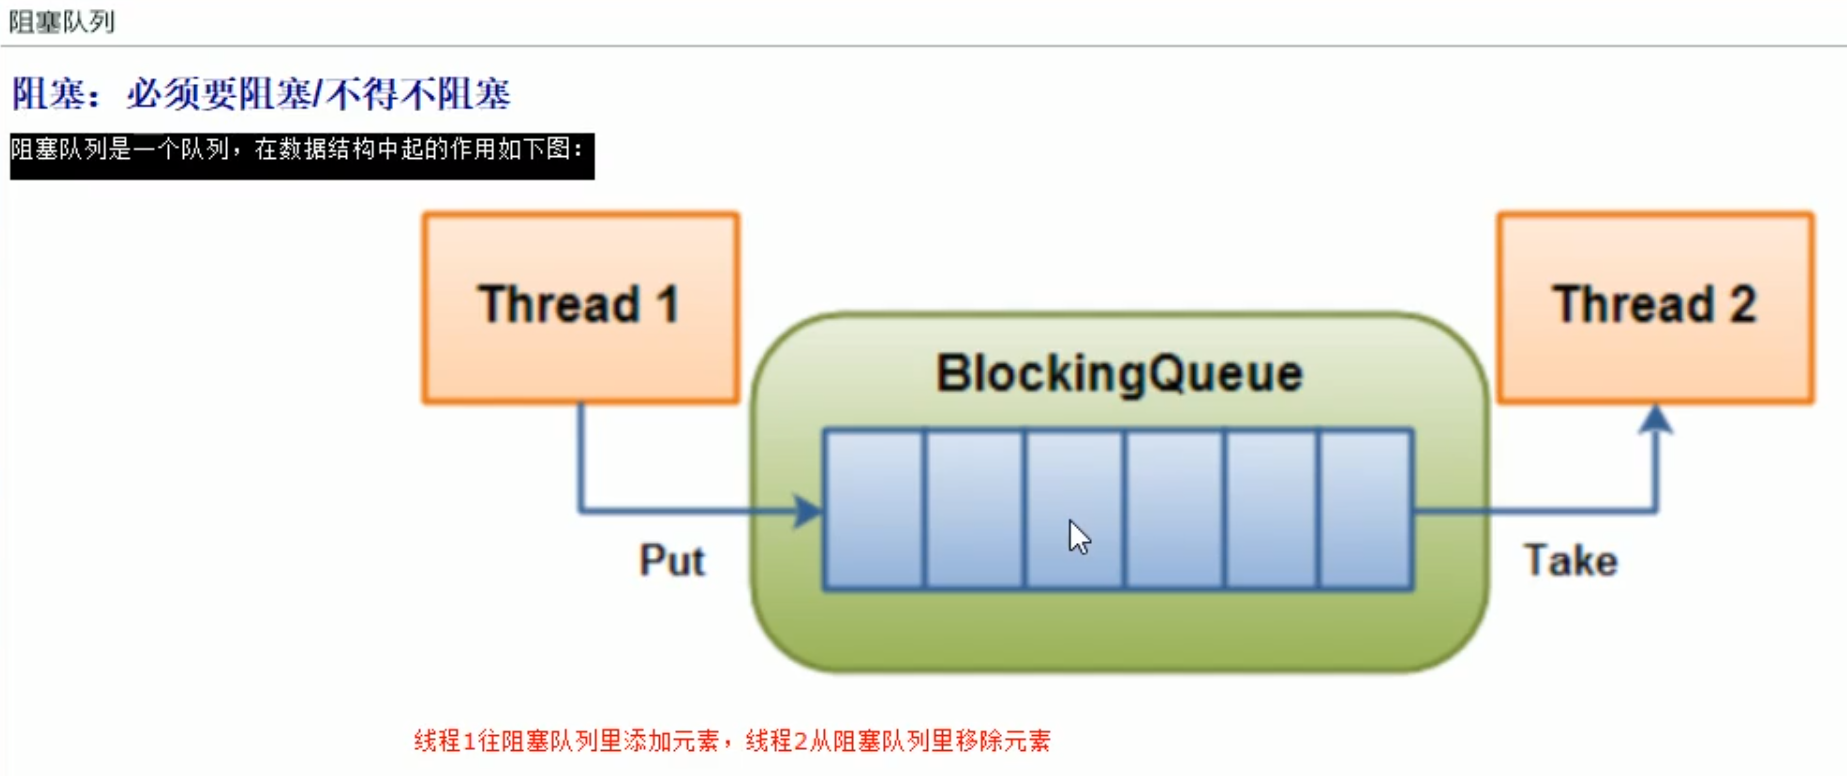 阻塞队列
阻塞：必须要阻塞/不得不阻塞
阻塞队列是一个队列，在数据结构中起的作用如下图：
Thread 1
Thread 2
BlockingQueue
Put
Take
线程1往阻塞队列里添加元素，线程2从阻塞队列里移除元素